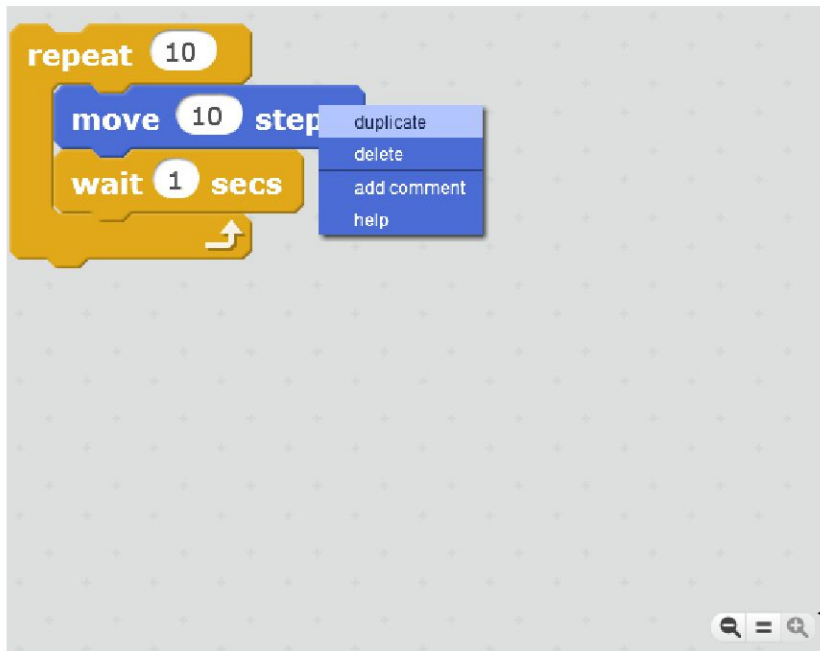 repeat 10
move 10 step
duplicate
delete
wait 1 secs
add comment
help